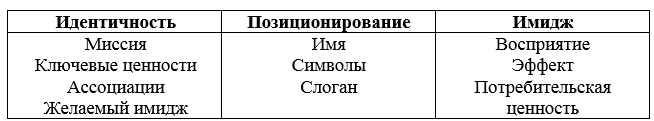 Идентичность Позиционирование Имидж
Миссия Имя Восприятие
Ключевые ценности Символы Эффект
Ассоциации Слоган Потребительская
Желаемый имидж ценность